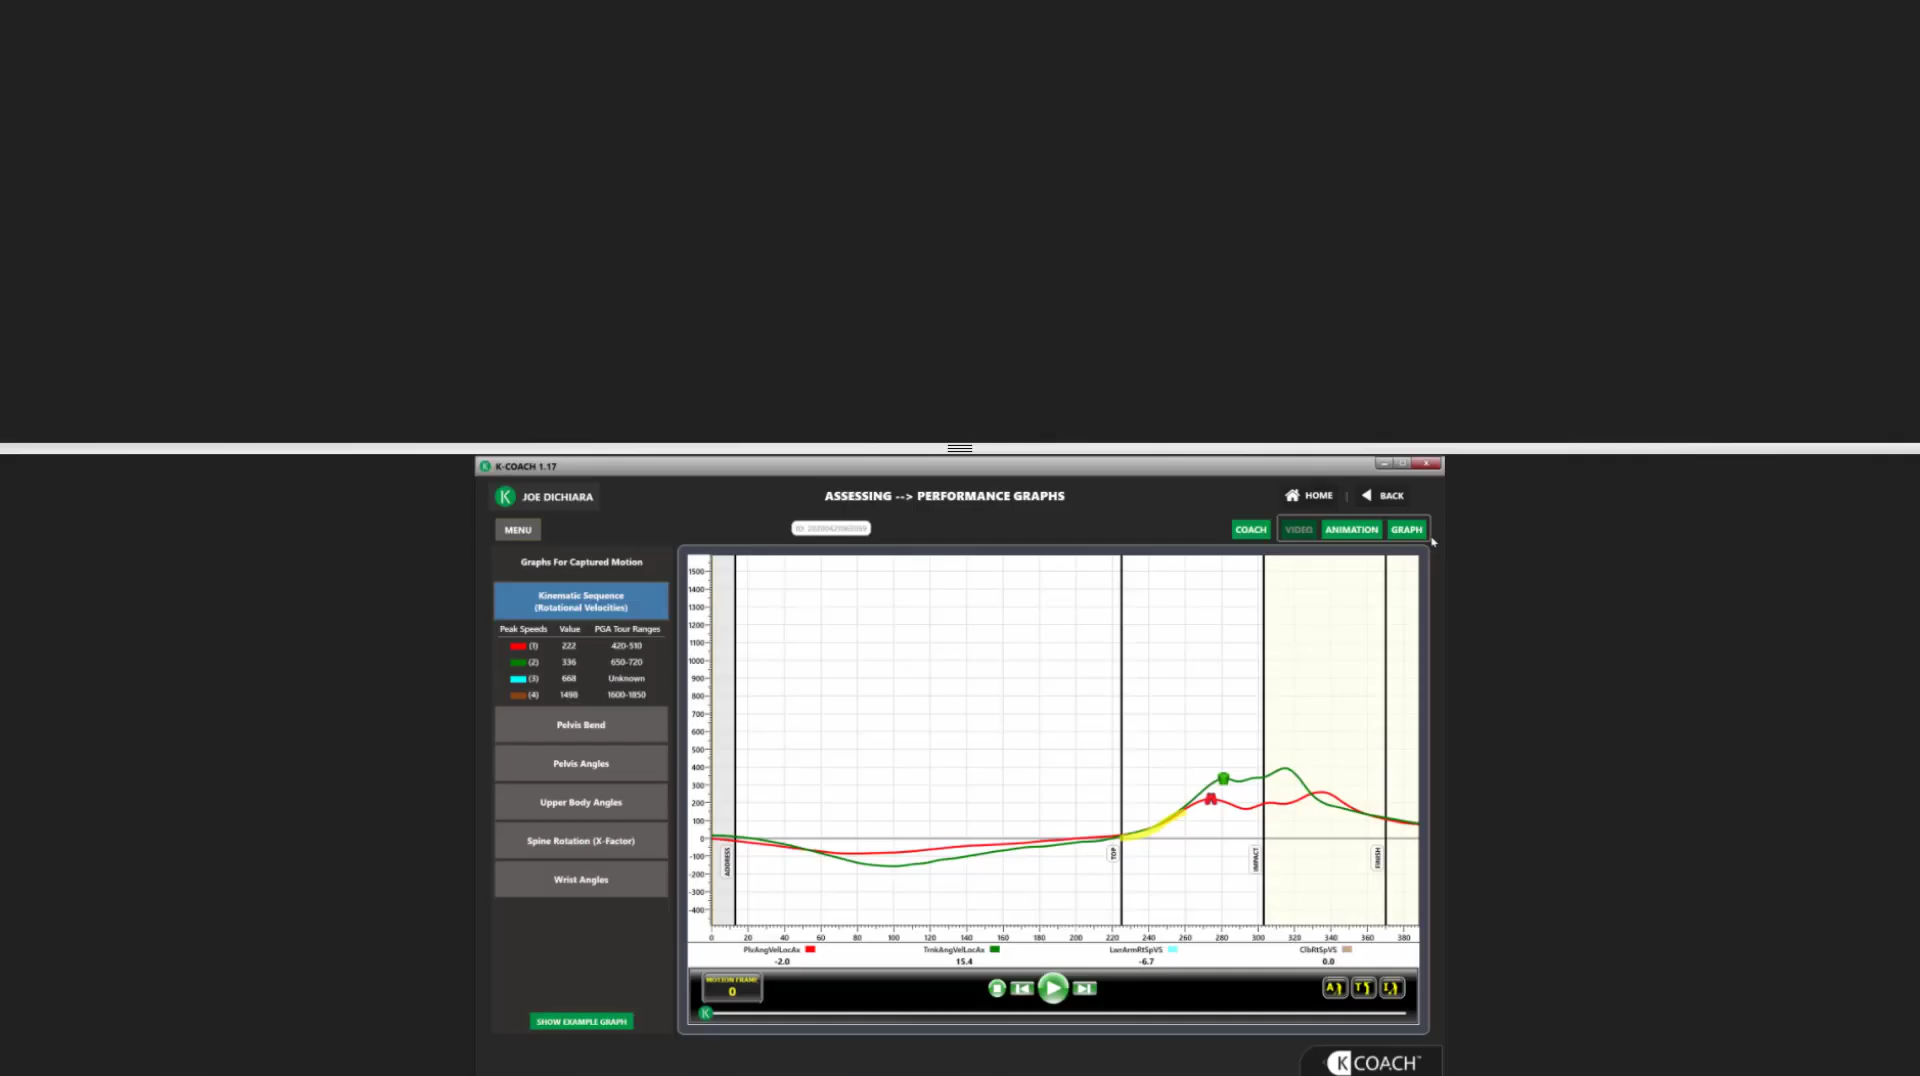 K-COACH 1.17
K JOE DICHIARA
ASSESSING --> PERFORMANCE GRAPHS
HOME | BACK
MENU
COACH VIDEO ANIMATION GRAPH
Graphs For Captured Motion
Kinematic Sequence
(Rotational Velocities)
Peak Speeds Value PGA Tour Ranges
(1) 222 420-510
(2) 336 650-720
(3) 668 Unknown
(4) 1498 1600-1850
Pelvis Bend
Pelvis Angles
Upper Body Angles
Spine Rotation (X-Factor)
Wrist Angles
SHOW EXAMPLE GRAPH
1500
1400
1300
1200
1100
1000
900
800
700
600
500
400
300
200
100
0
-100
-200
-300
-400
ADDRESS
TOP
IMPACT
FINISH
0 20 40 60 80 100 120 140 160 180 200 220 240 260 280 300 320 340 360 380
PlvAngVelLocAx TrnkAngVelLocAx ClbRtSpVS
-2.0 15.4 -6.7 0.0
MOTION FRAME
0
A T I
K
K COACH™